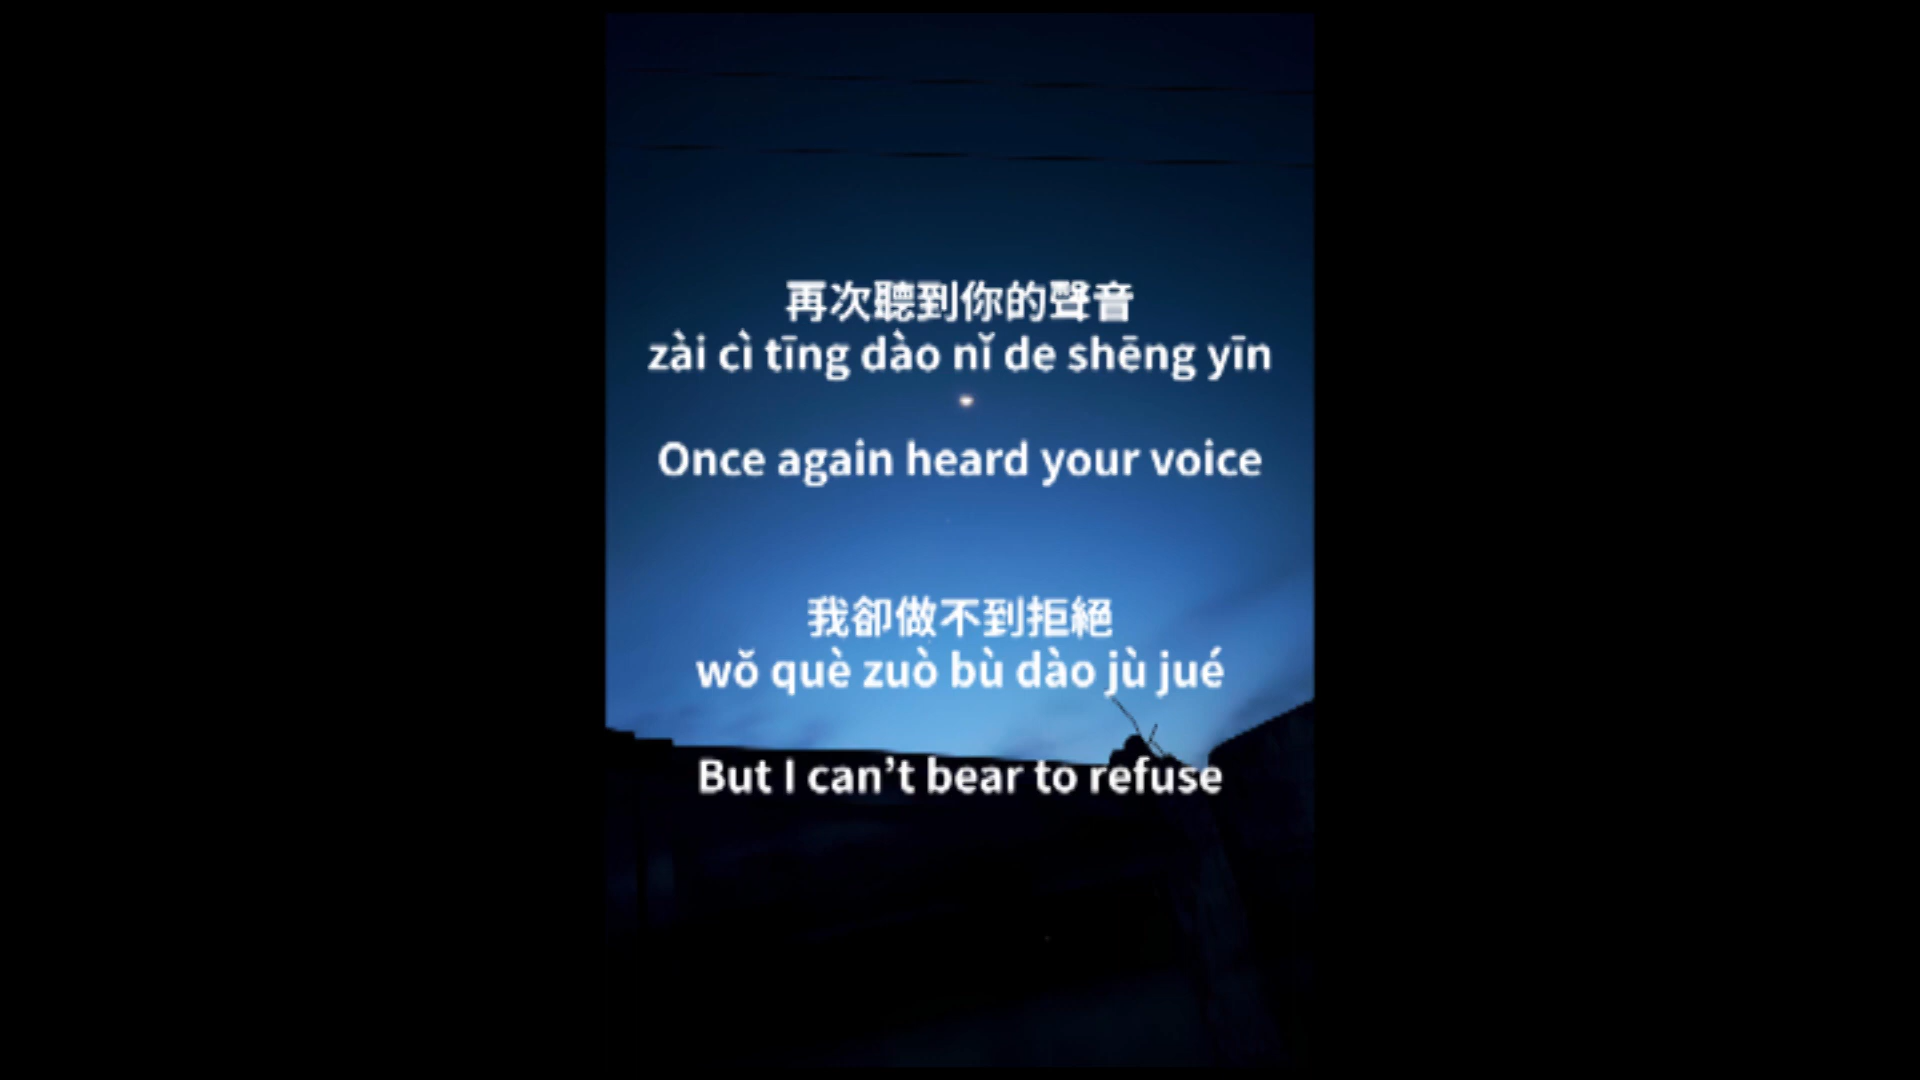 再次聽到你的聲音
zài cì tīng dào nǐ de shēng yīn
Once again heard your voice
我卻做不到拒絕
wǒ què zuò bù dào jù jué
But I can’t bear to refuse